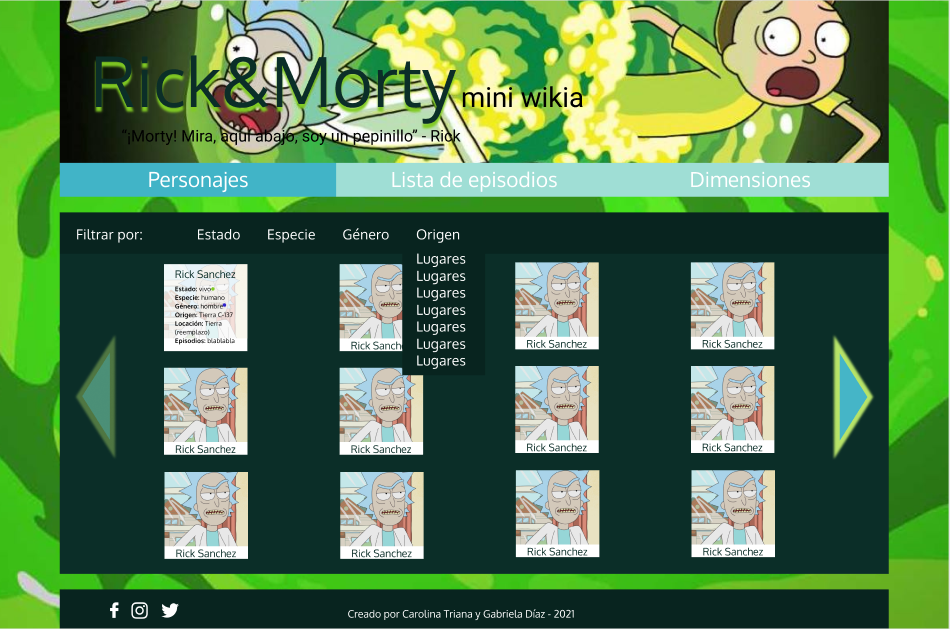 Rick&Morty mini wikia
“¡Morty! Mira, aquí abajo, soy un pepinillo” - Rick
Personajes
Lista de episodios
Dimensiones
Filtrar por:
Estado
Especie
Género
Origen
Lugares
Lugares
Lugares
Lugares
Lugares
Lugares
Lugares
Rick Sanchez
Estado: vivo
Especie: humano
Género: hombre
Origen: Tierra C-137
Locación: Tierra
(reemplazo)
Episodios: blablabla
Rick Sanch
Rick Sanchez
Rick Sanchez
Rick Sanchez
Rick Sanchez
Rick Sanchez
Rick Sanchez
Rick Sanchez
Rick Sanchez
Rick Sanchez
Rick Sanchez
Creado por Carolina Triana y Gabriela Díaz - 2021